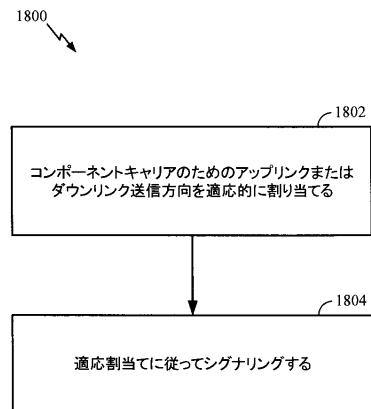 1800
1802
コンポーネントキャリアのためのアップリンクまたは
ダウンリンク送信方向を適応的に割り当てる
1804
適応割当てに従ってシグナリングする